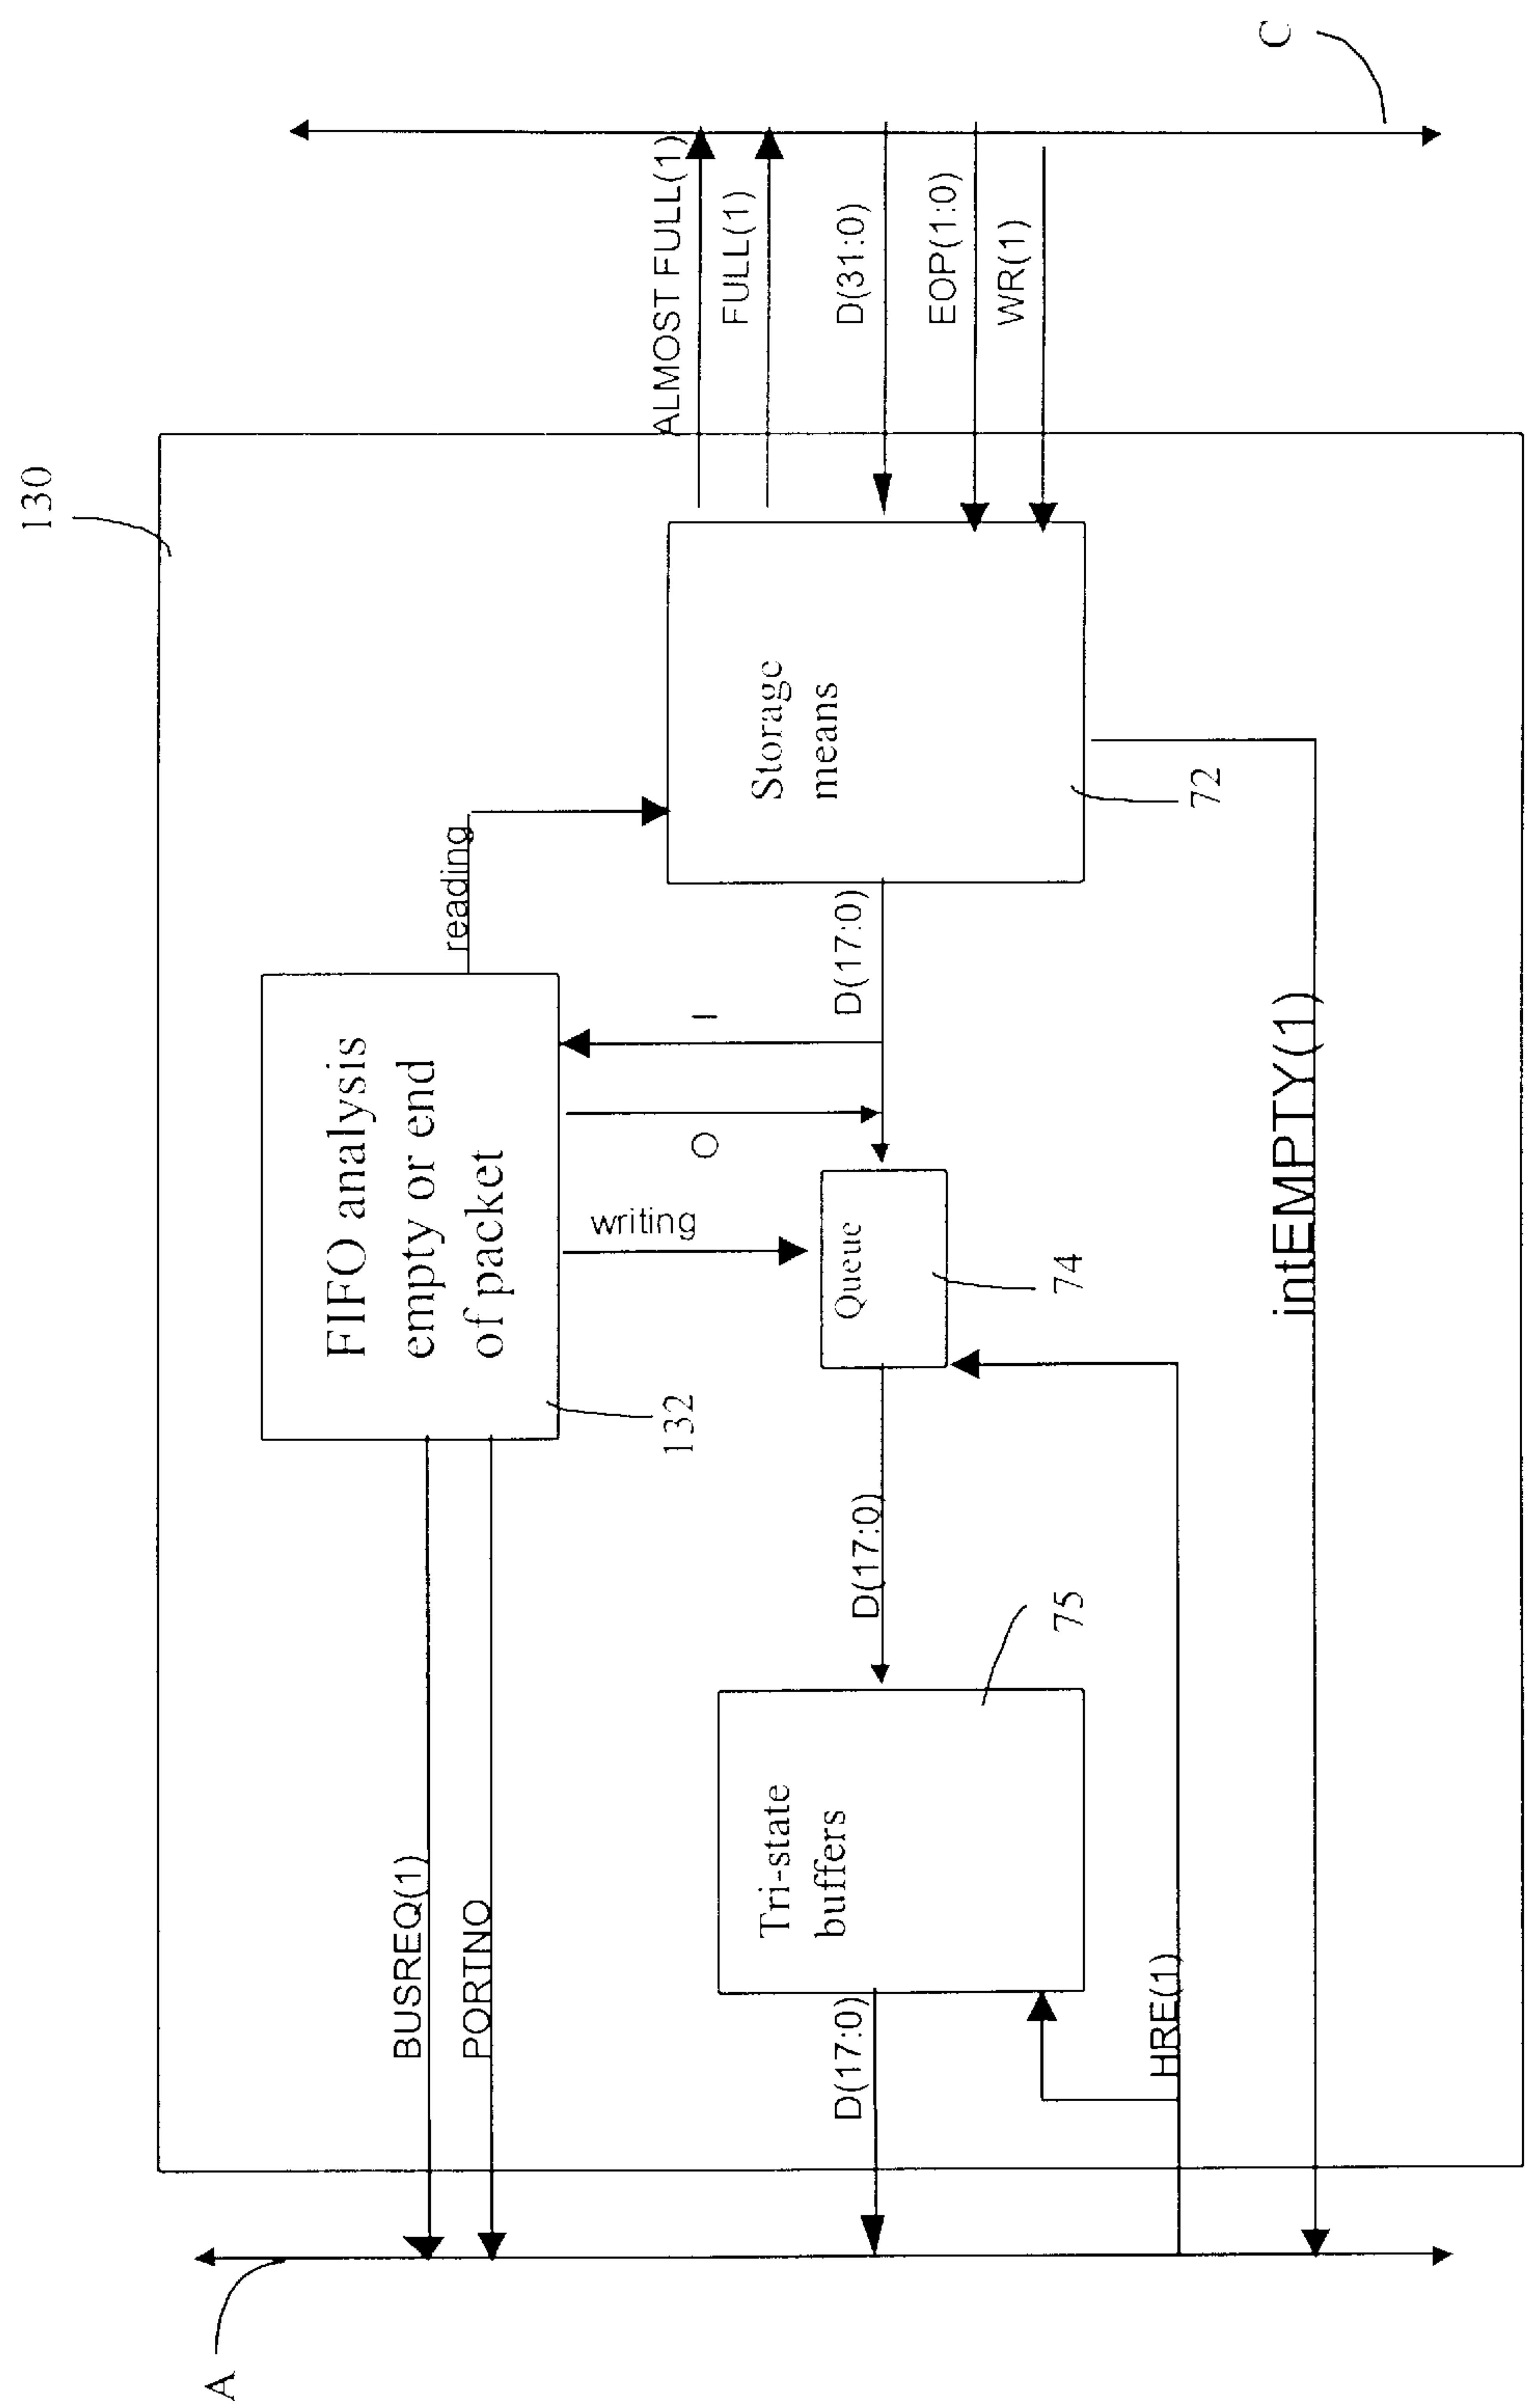 130
C
ALMOST FULL(1)
FULL(1)
D(31:0)
EOP(1:0)
WR(1)
reading
Storage
means
72
FIFO analysis
empty or end
of packet
132
I
O
writing
D(17:0)
Queue
74
D(17:0)
Tri-state
buffers
75
BUSREQ(1)
PORTNO
D(17:0)
HRE(1)
intEMPTY(1)
A